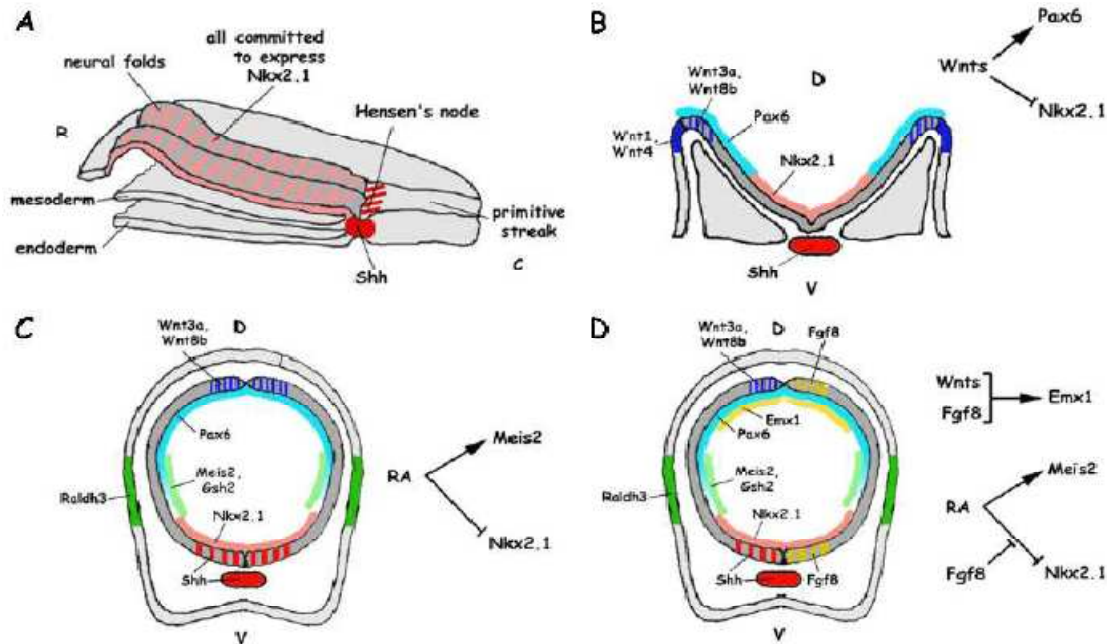 A
all committed
to express
Nkx2.1
neural folds
Hensen's node
R
mesoderm
endoderm
primitive
streak
Shh
C
B
D
Wnt3a,
Wnt8b
Pax6
Wnt1,
Wnt4
Nkx2.1
Shh
V
Pax6
Wnts
Nkx2.1
C
D
Wnt3a,
Wnt8b
Pax6
Meis2,
Gsh2
Raldh3
Nkx2.1
Shh
V
Meis2
RA
Nkx2.1
D
Wnt3a,
Wnt8b
D
Fgf8
Emx1
Pax6
Meis2,
Gsh2
Raldh3
Nkx2.1
Shh
Fgf8
V
Wnts
Fgf8
Emx1
Meis2
RA
Fgf8
Nkx2.1